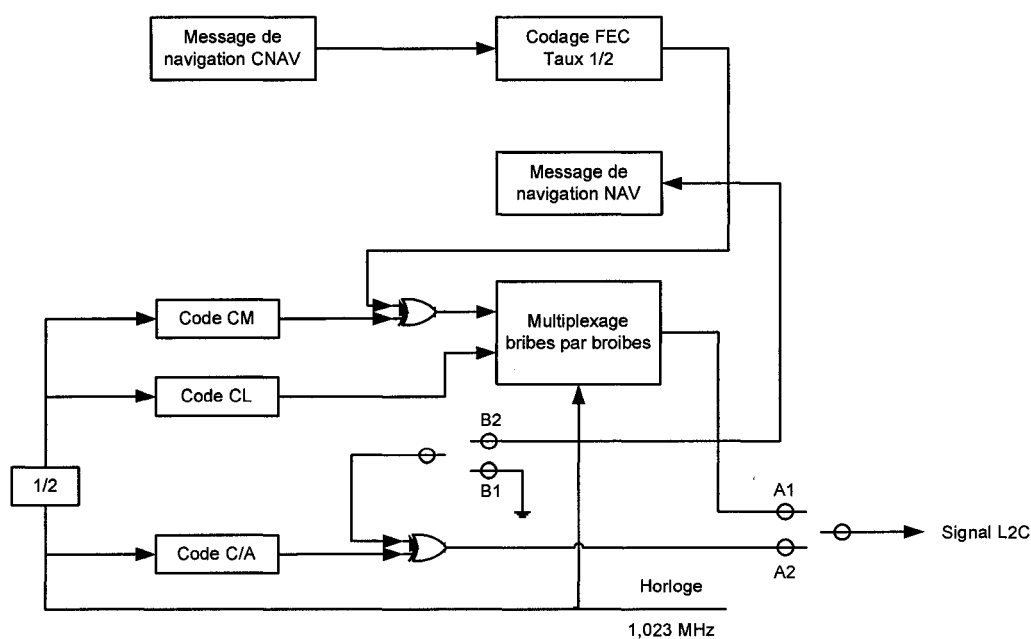 Message de
navigation CNAV
Codage FEC
Taux 1/2
Message de
navigation NAV
Code CM
Multiplexage
bribes par broibes
Code CL
B2
1/2
B1
A1
Signal L2C
Code C/A
A2
Horloge
1,023 MHz